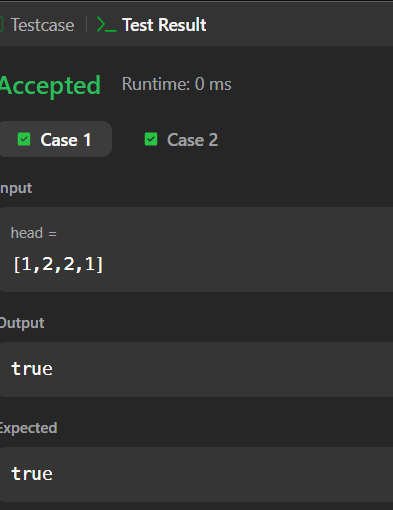 Testcase | >_ Test Result
Accepted Runtime: 0 ms
Case 1 Case 2
nput
head =
[1,2,2,1]
Output
true
Expected
true